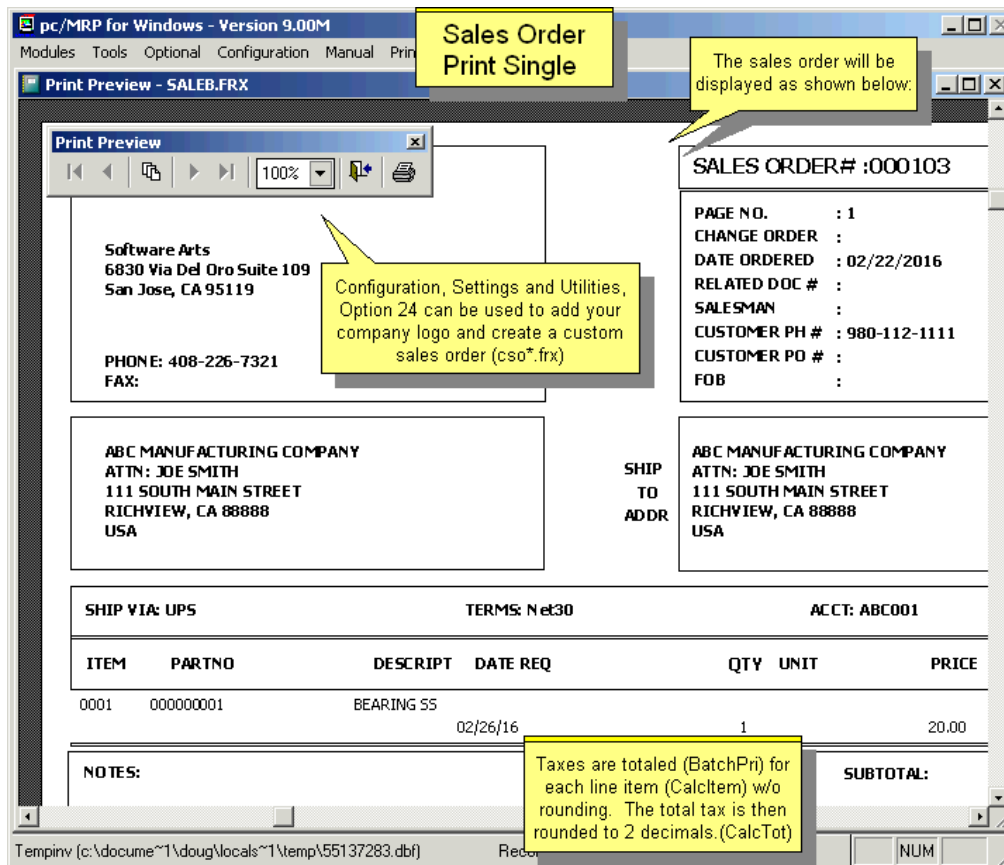 pc/MRP for Windows - Version 9.00M
Modules Tools Optional Configuration Manual
Sales Order
Print Single
Print Preview - SALEB.FRX
The sales order will be
displayed as shown below:
Print Preview
100%
SALES ORDER# :000103
PAGE NO. : 1
CHANGE ORDER :
DATE ORDERED : 02/22/2016
RELATED DOC # :
SALESMAN :
CUSTOMER PH # : 980-112-1111
CUSTOMER PO # :
FOB :
Software Arts
6830 Via Del Oro Suite 109
San Jose, CA 95119
PHONE: 408-226-7321
FAX:
Configuration, Settings and Utilities,
Option 24 can be used to add your
company logo and create a custom
sales order (cso*.frx)
ABC MANUFACTURING COMPANY
ATTN: JOE SMITH
111 SOUTH MAIN STREET
RICHVIEW, CA 88888
USA
SHIP
TO
ADDR
ABC MANUFACTURING COMPANY
ATTN: JOE SMITH
111 SOUTH MAIN STREET
RICHVIEW, CA 88888
USA
SHIP VIA: UPS TERMS: Net30 ACCT: ABC001
ITEM PARTNO DESCRIPT DATE REQ QTY UNIT PRICE
0001 000000001 BEARING SS
02/26/16 1 20.00
NOTES: SUBTOTAL:
Taxes are totaled (BatchPri) for
each line item (CalcItem) w/o
rounding. The total tax is then
rounded to 2 decimals.(CalcTot)
Tempinv (c:\docume~1\doug\locals~1\temp\55137283.dbf) NUM